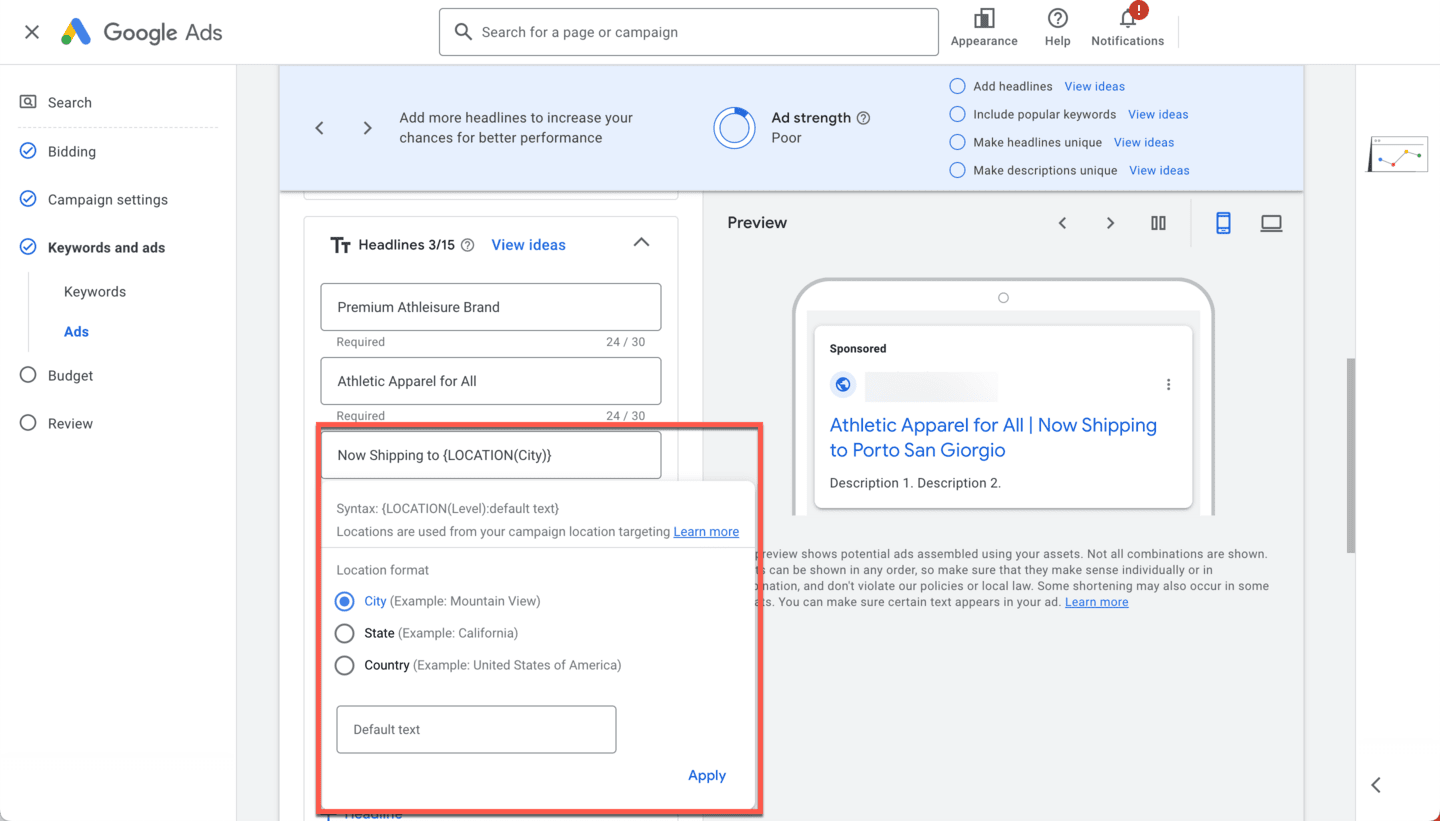 Google Ads
Search for a page or campaign
Appearance
Help
!
Notifications
Search
Bidding
Campaign settings
Keywords and ads
Keywords
Ads
Budget
Review
Add more headlines to increase your
chances for better performance
Ad strength
Poor
Add headlines View ideas
Include popular keywords View ideas
Make headlines unique View ideas
Make descriptions unique View ideas
Headlines 3/15 View ideas
Premium Athleisure Brand
Required 24 / 30
Athletic Apparel for All
Required 24 / 30
Now Shipping to {LOCATION(City)}
Syntax: {LOCATION(Level):default text}
Locations are used from your campaign location targeting Learn more
Location format
City (Example: Mountain View)
State (Example: California)
Country (Example: United States of America)
Default text
Apply
Headline
Preview
Sponsored
Athletic Apparel for All | Now Shipping
to Porto San Giorgio
Description 1. Description 2.
preview shows potential ads assembled using your assets. Not all combinations are shown.
can be shown in any order, so make sure that they make sense individually or in
and don't violate our policies or local law. Some shortening may also occur in some
You can make sure certain text appears in your ad. Learn more